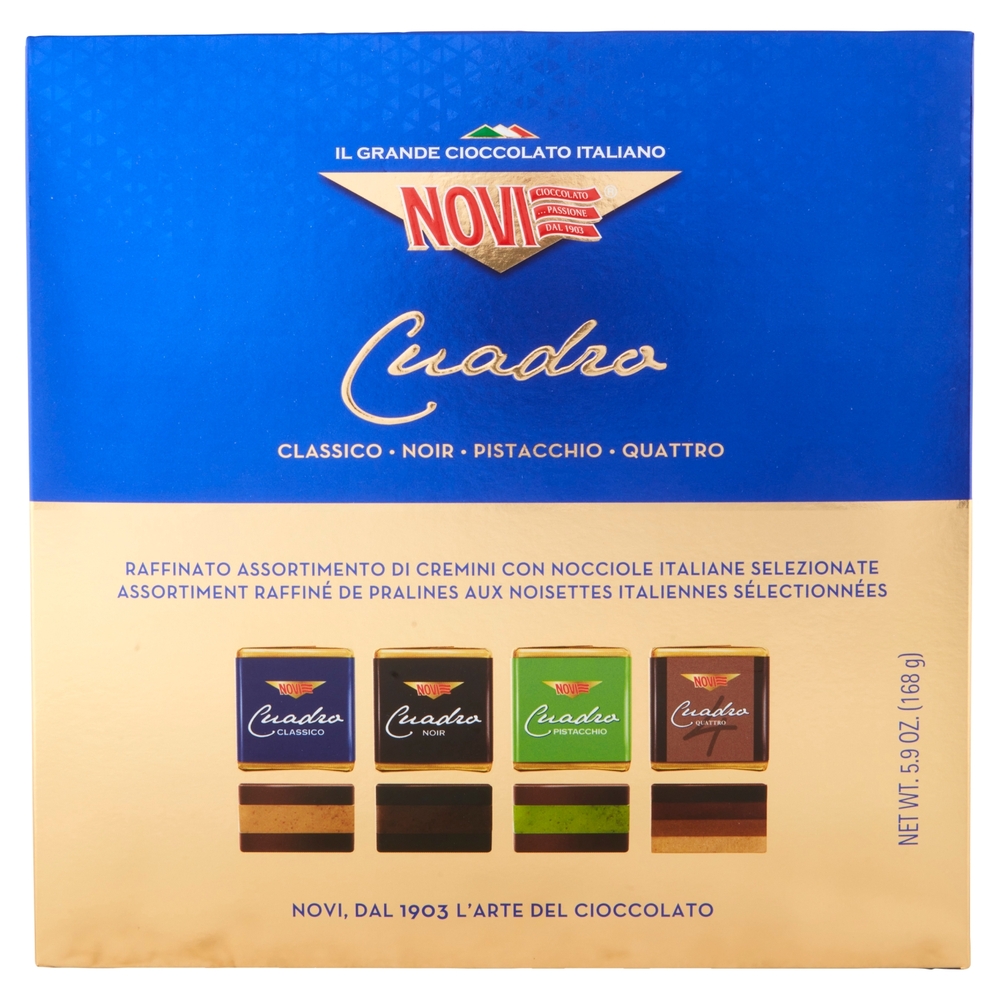 IL GRANDE CIOCCOLATO ITALIANO
NOVI
CIOCCOLATO
... PASSIONE
DAL 1903
®
Cuadro
CLASSICO • NOIR • PISTACCHIO • QUATTRO
RAFFINATO ASSORTIMENTO DI CREMINI CON NOCCIOLE ITALIANE SELEZIONATE
ASSORTIMENT RAFFINÉ DE PRALINES AUX NOISETTES ITALIENNES SÉLECTIONNÉES
NOVI
Cuadro
CLASSICO
NOVI
Cuadro
NOIR
NOVI
Cuadro
PISTACCHIO
NOVI
Cuadro
QUATTRO
4
NET WT. 5.9 OZ. (168 g)
NOVI, DAL 1903 L'ARTE DEL CIOCCOLATO